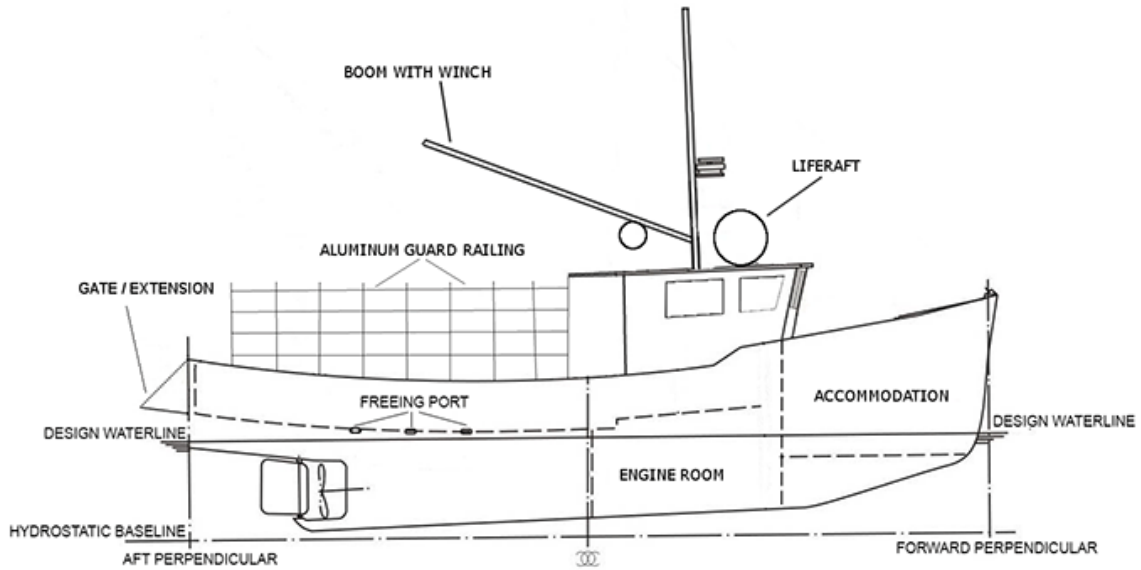 BOOM WITH WINCH
LIFERAFT
ALUMINUM GUARD RAILING
GATE / EXTENSION
ACCOMMODATION
FREEING PORT
DESIGN WATERLINE
DESIGN WATERLINE
ENGINE ROOM
HYDROSTATIC BASELINE
AFT PERPENDICULAR
FORWARD PERPENDICULAR